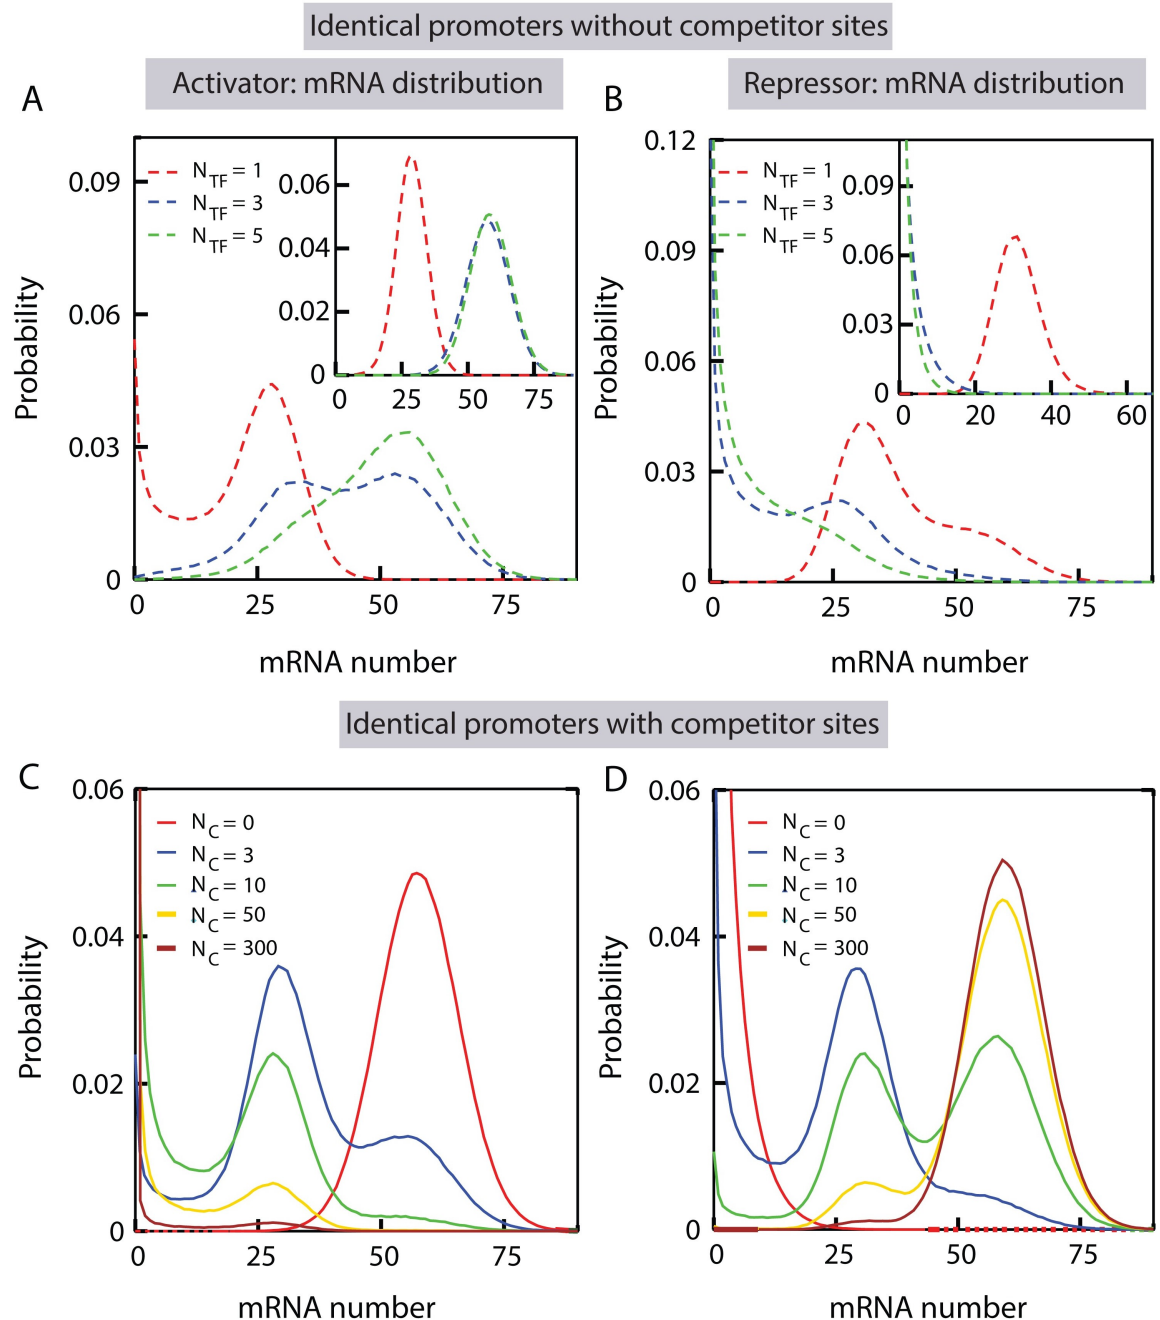 Identical promoters without competitor sites
Activator: mRNA distribution
Repressor: mRNA distribution
A
B
N_TF = 1
N_TF = 3
N_TF = 5
0.09
0.06
0.03
0
0.06
0.04
0.02
0
0 25 50 75
0 25 50 75
Probability
mRNA number
N_TF = 1
N_TF = 3
N_TF = 5
0.12
0.09
0.06
0.03
0
0.09
0.06
0.03
0
0 20 40 60
0 25 50 75
Probability
mRNA number
Identical promoters with competitor sites
C
D
N_C = 0
N_C = 3
N_C = 10
N_C = 50
N_C = 300
0.06
0.04
0.02
0
0 25 50 75
Probability
mRNA number
N_C = 0
N_C = 3
N_C = 10
N_C = 50
N_C = 300
0.06
0.04
0.02
0
0 25 50 75
Probability
mRNA number